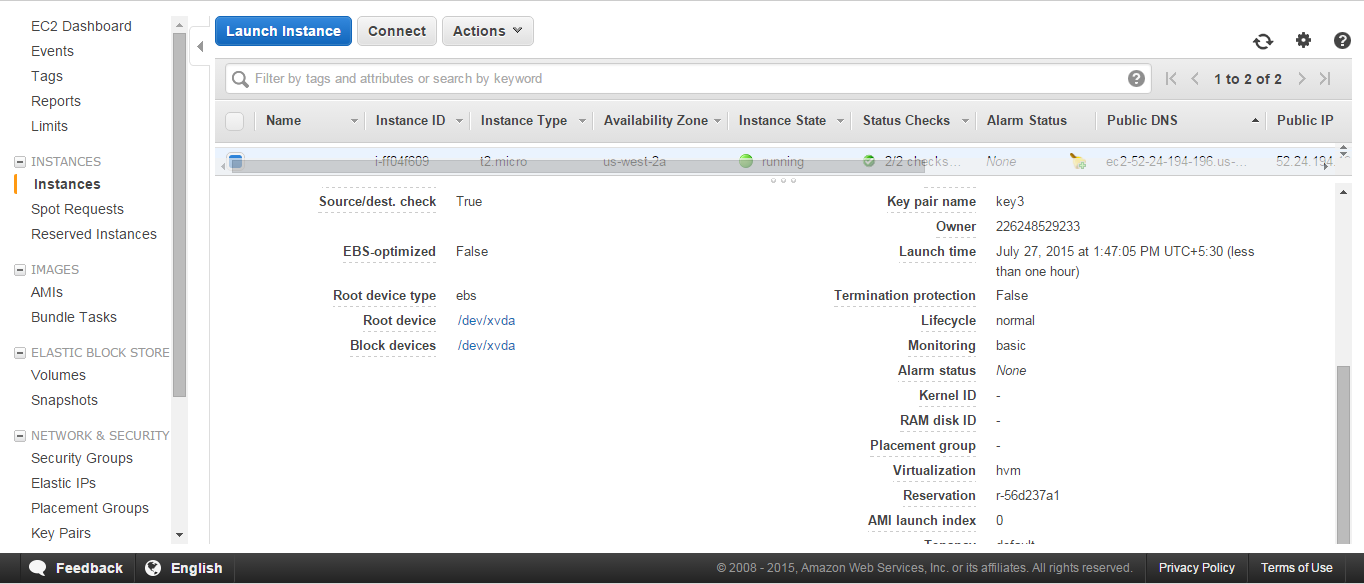 EC2 Dashboard
Events
Tags
Reports
Limits
INSTANCES
Instances
Spot Requests
Reserved Instances
IMAGES
AMIs
Bundle Tasks
ELASTIC BLOCK STORE
Volumes
Snapshots
NETWORK & SECURITY
Security Groups
Elastic IPs
Placement Groups
Key Pairs
Launch Instance Connect Actions
Filter by tags and attributes or search by keyword 1 to 2 of 2
Name Instance ID Instance Type Availability Zone Instance State Status Checks Alarm Status Public DNS Public IP
i-ff04f609 t2.micro us-west-2a running 2/2 checks... None ec2-52-24-194-196.us-... 52.24.194.
Source/dest. check True Key pair name key3
Owner 226248529233
EBS-optimized False Launch time July 27, 2015 at 1:47:05 PM UTC+5:30 (less
than one hour)
Root device type ebs Termination protection False
Root device /dev/xvda Lifecycle normal
Block devices /dev/xvda Monitoring basic
Alarm status None
Kernel ID -
RAM disk ID -
Placement group -
Virtualization hvm
Reservation r-56d237a1
AMI launch index 0
Tenancy default
Feedback English © 2008 - 2015, Amazon Web Services, Inc. or its affiliates. All rights reserved. Privacy Policy Terms of Use